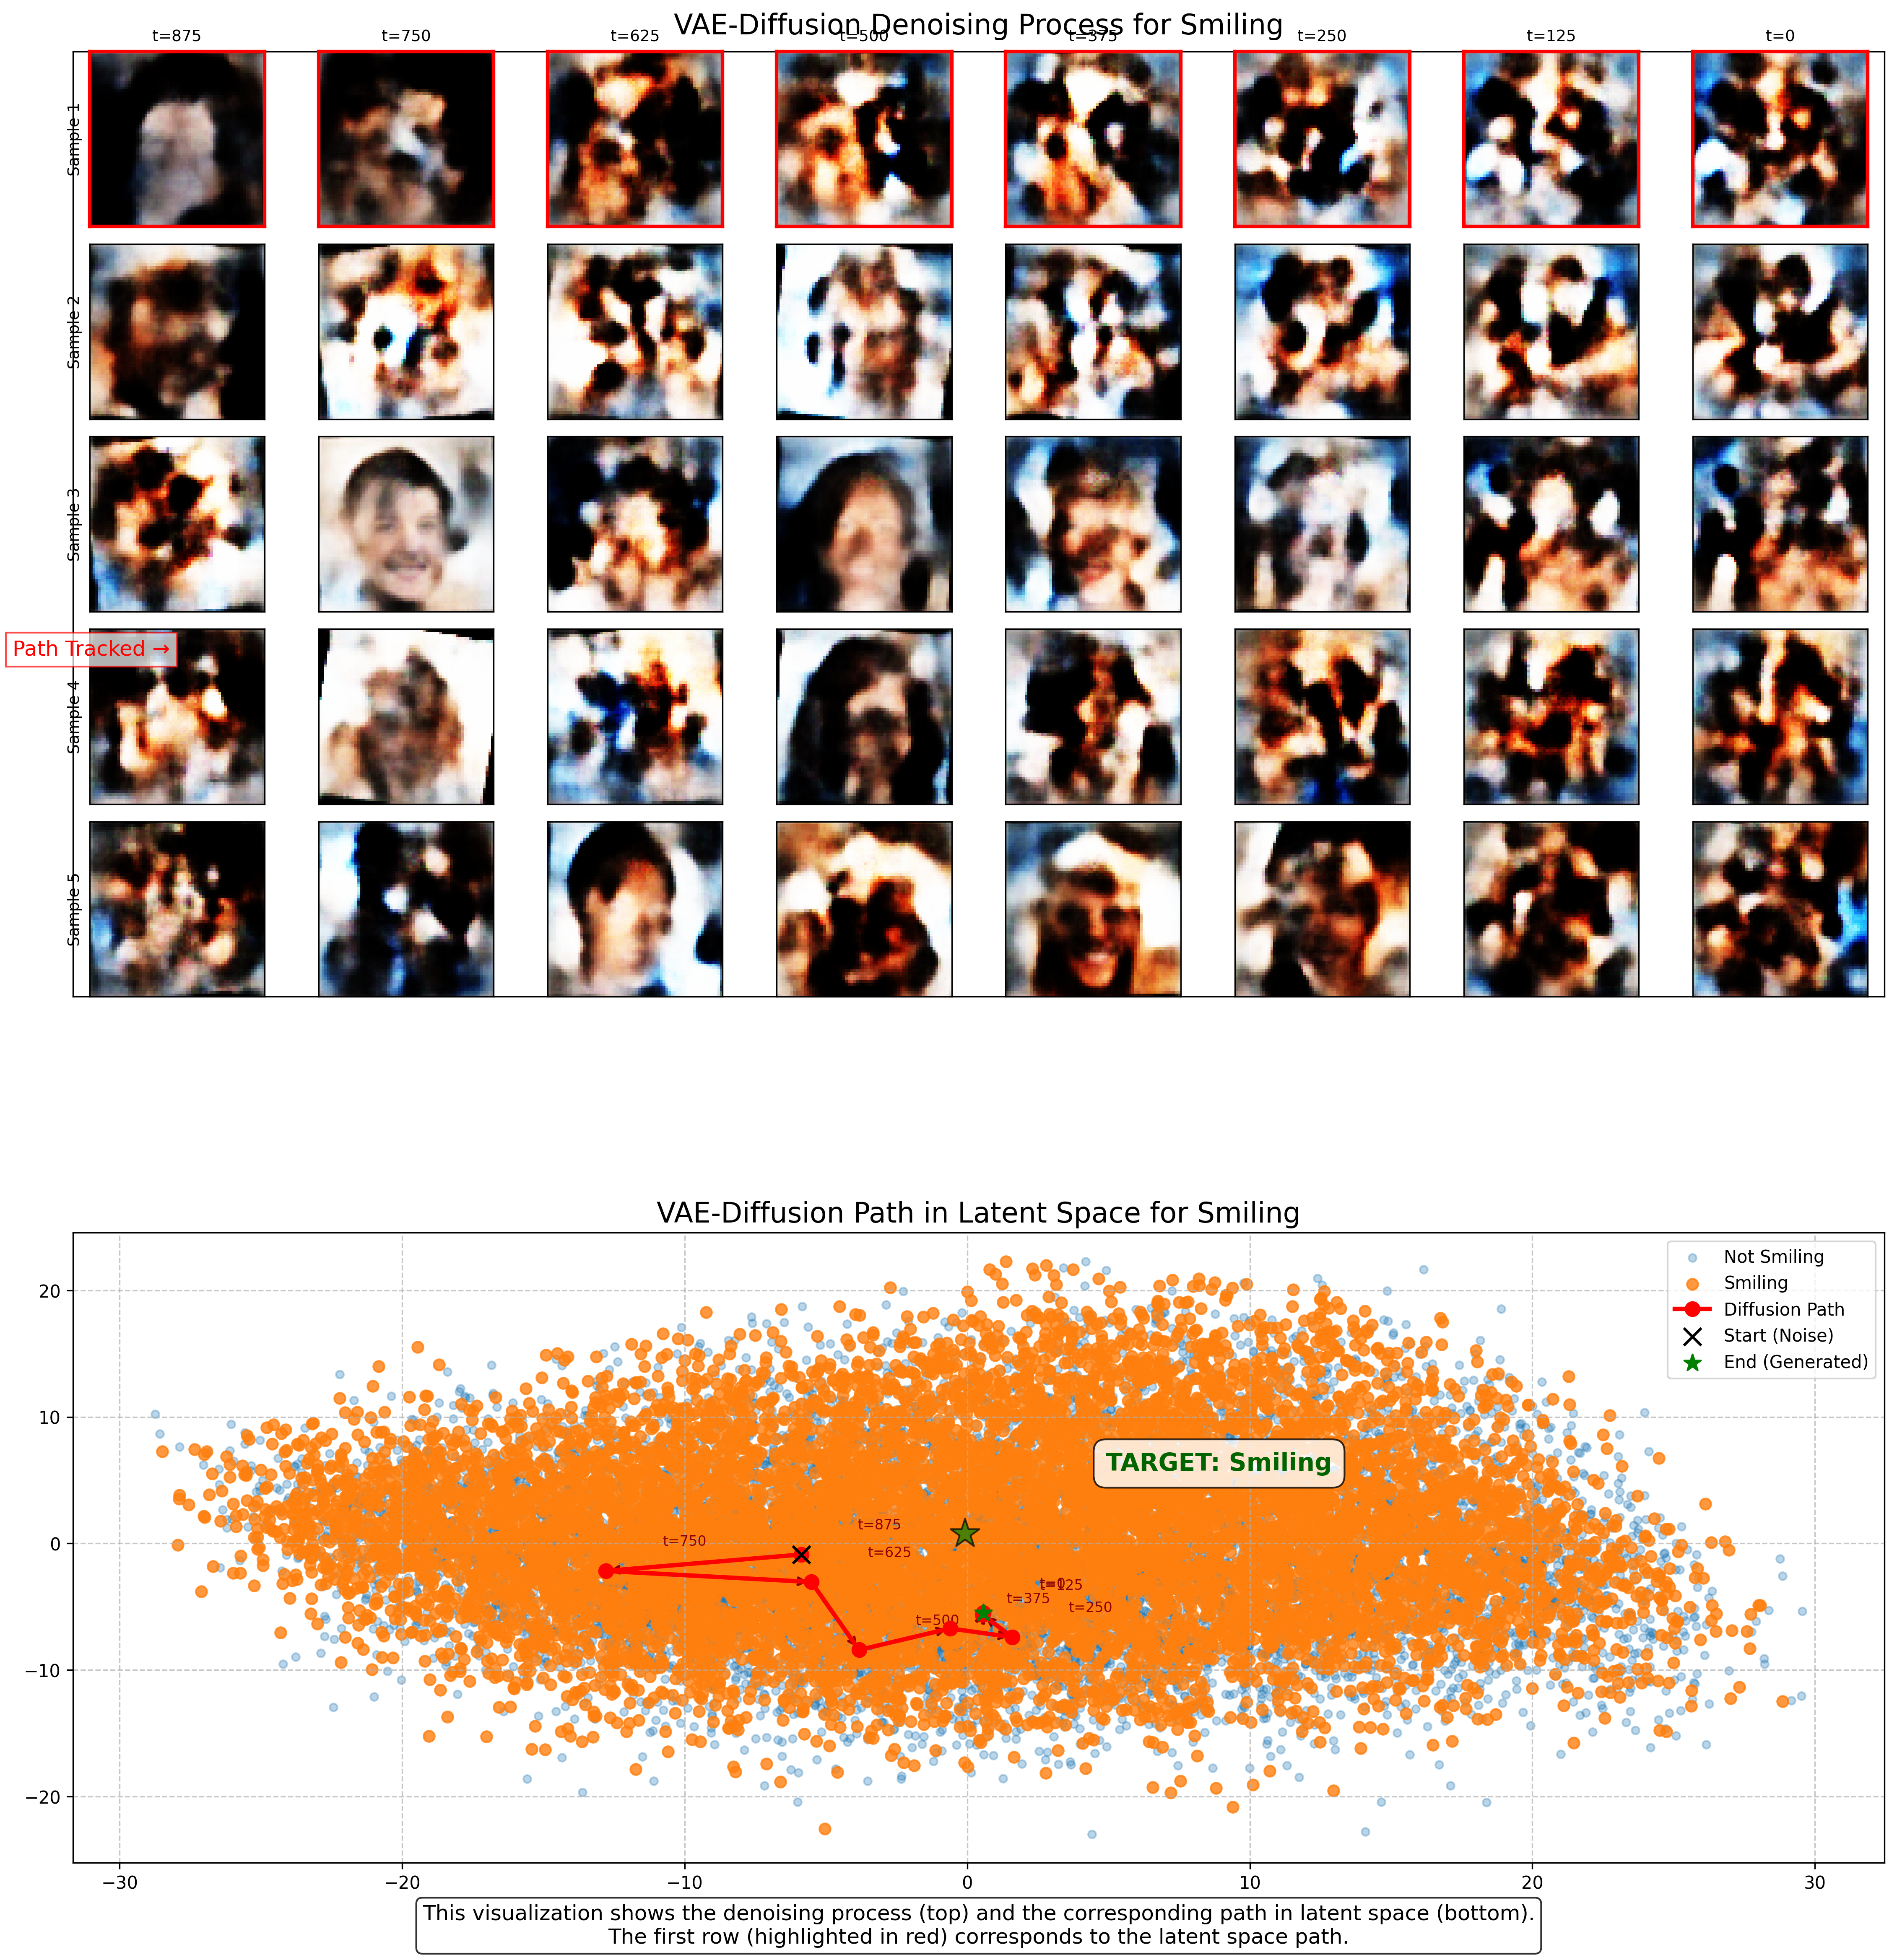 VAE-Diffusion Denoising Process for Smiling
t=875
t=750
t=625
t=500
t=375
t=250
t=125
t=0
Sample 1
Sample 2
Sample 3
Path Tracked →
Sample 4
Sample 5
VAE-Diffusion Path in Latent Space for Smiling
Not Smiling
Smiling
Diffusion Path
Start (Noise)
End (Generated)
TARGET: Smiling
t=875
t=750
t=625
t=0
t=125
t=375
t=250
t=500
20
10
0
−10
−20
−30
−20
−10
0
10
20
30
This visualization shows the denoising process (top) and the corresponding path in latent space (bottom).
The first row (highlighted in red) corresponds to the latent space path.